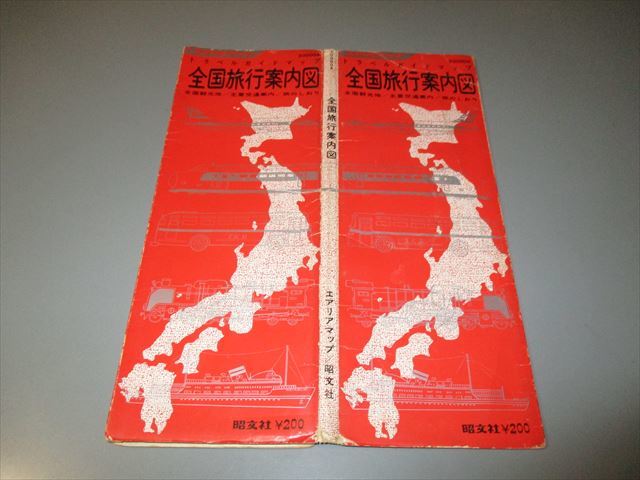 トラベルガイドマップ
全国旅行案内図
全国観光地／主要交通案内／旅のしおり
昭文社 ¥200
全国旅行案内図
エアリアマップ／昭文社
トラベルガイドマップ
全国旅行案内図
全国観光地／主要交通案内／旅のしおり
昭文社 ¥200